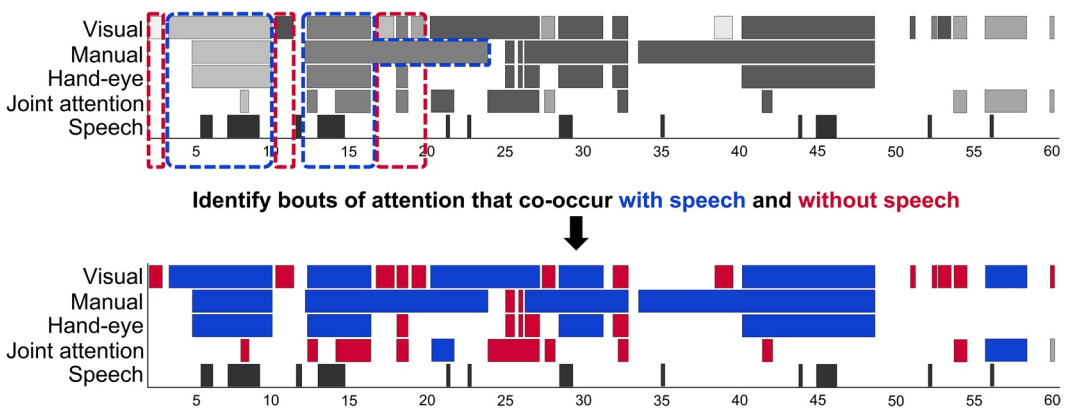 Visual
Manual
Hand-eye
Joint attention
Speech
5 10 15 20 25 30 35 40 45 50 55 60
Identify bouts of attention that co-occur with speech and without speech
Visual
Manual
Hand-eye
Joint attention
Speech
5 10 15 20 25 30 35 40 45 50 55 60